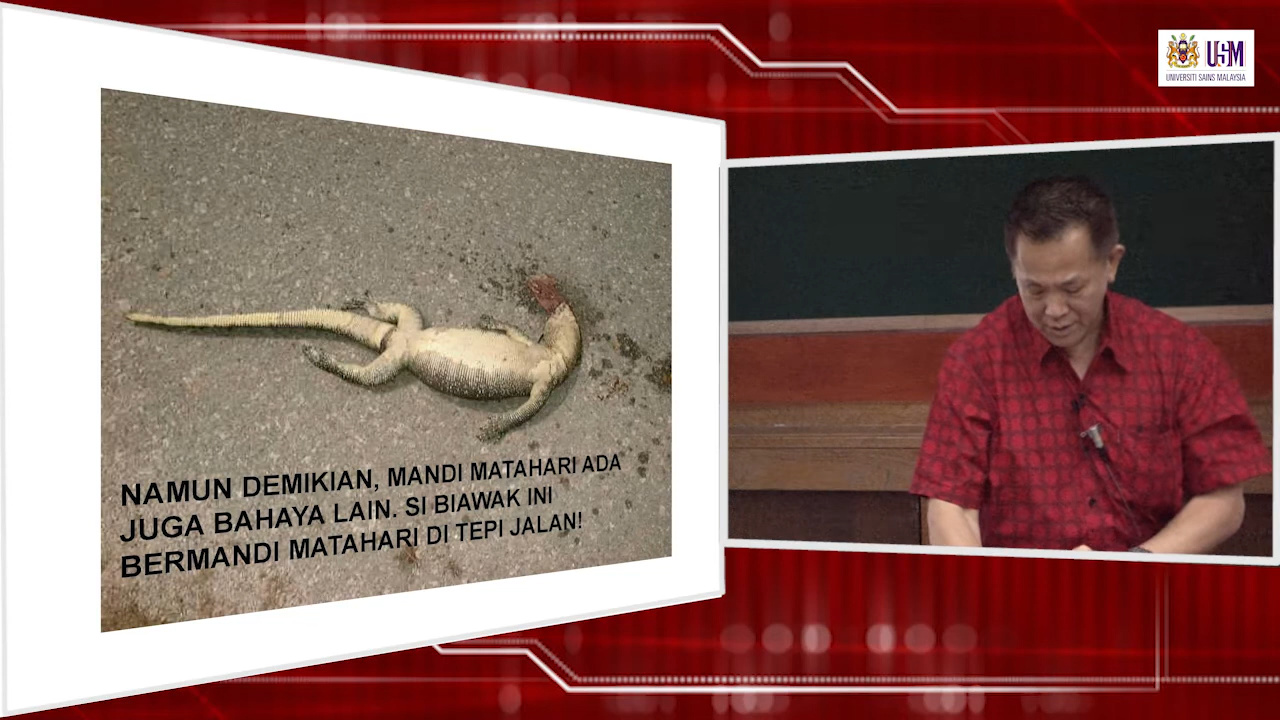 USM
UNIVERSITI SAINS MALAYSIA
NAMUN DEMIKIAN, MANDI MATAHARI ADA
JUGA BAHAYA LAIN. SI BIAWAK INI
BERMANDI MATAHARI DI TEPI JALAN!